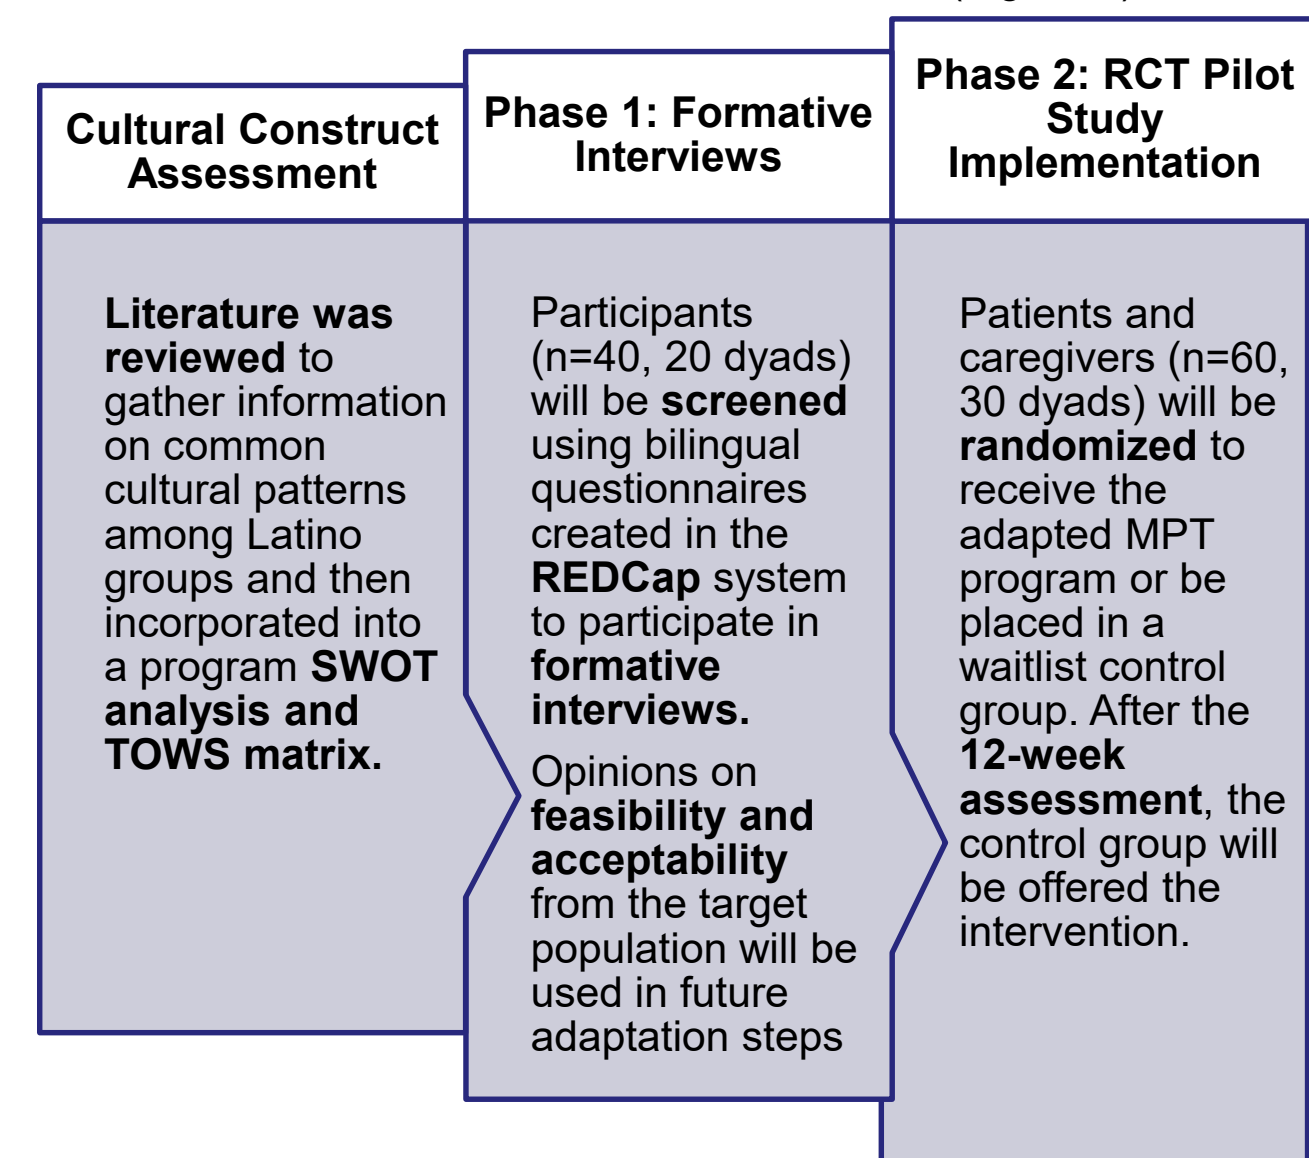 Cultural Construct
Assessment
Literature was
reviewed to
gather information
on common
cultural patterns
among Latino
groups and then
incorporated into
a program SWOT
analysis and
TOWS matrix.
Phase 1: Formative
Interviews
Participants
(n=40, 20 dyads)
will be screened
using bilingual
questionnaires
created in the
REDCap system
to participate in
formative
interviews.
Opinions on
feasibility and
acceptability
from the target
population will be
used in future
adaptation steps
Phase 2: RCT Pilot
Study
Implementation
Patients and
caregivers (n=60,
30 dyads) will be
randomized to
receive the
adapted MPT
program or be
placed in a
waitlist control
group. After the
12-week
assessment, the
control group will
be offered the
intervention.